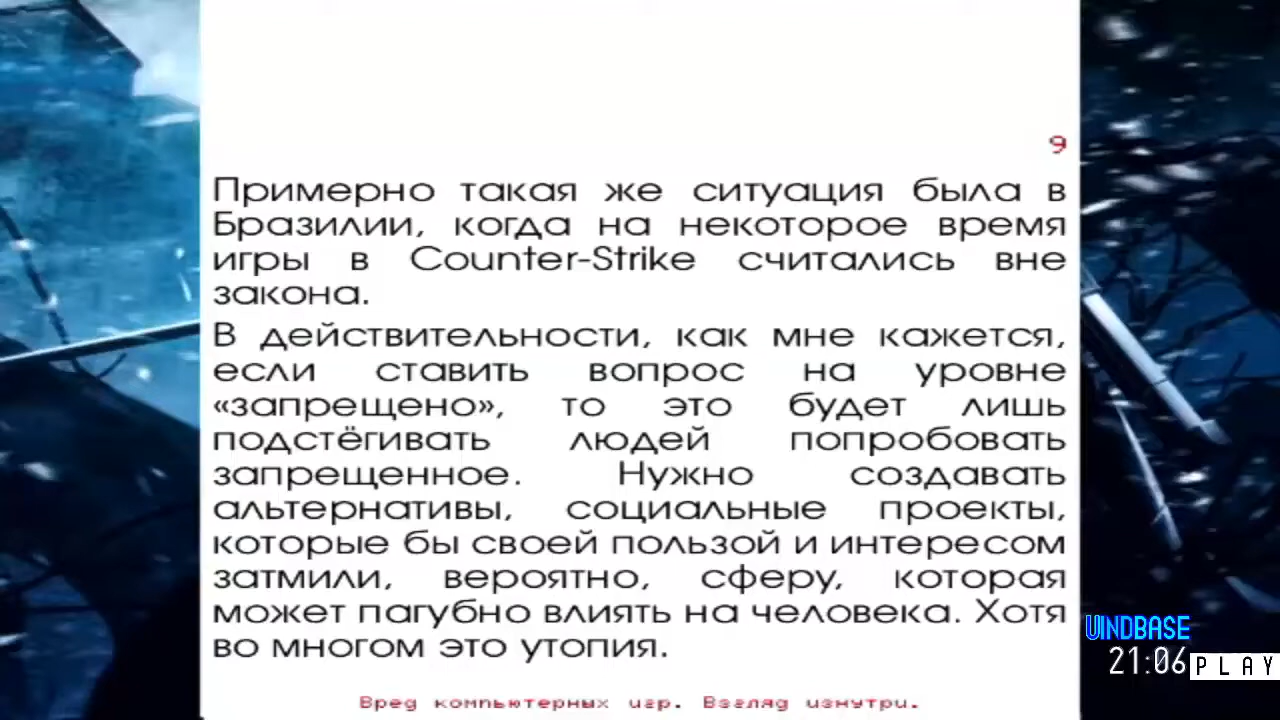 9
Примерно такая же ситуация была в
Бразилии, когда на некоторое время
игры в Counter-Strike считались вне
закона.
В действительности, как мне кажется,
если ставить вопрос на уровне
«запрещено», то это будет лишь
подстёгивать людей попробовать
запрещенное. Нужно создавать
альтернативы, социальные проекты,
которые бы своей пользой и интересом
затмили, вероятно, сферу, которая
может пагубно влиять на человека. Хотя
во многом это утопия.
UINDBASE
21:06 PLAY
Вред компьютерных игр. Взгляд изнутри.